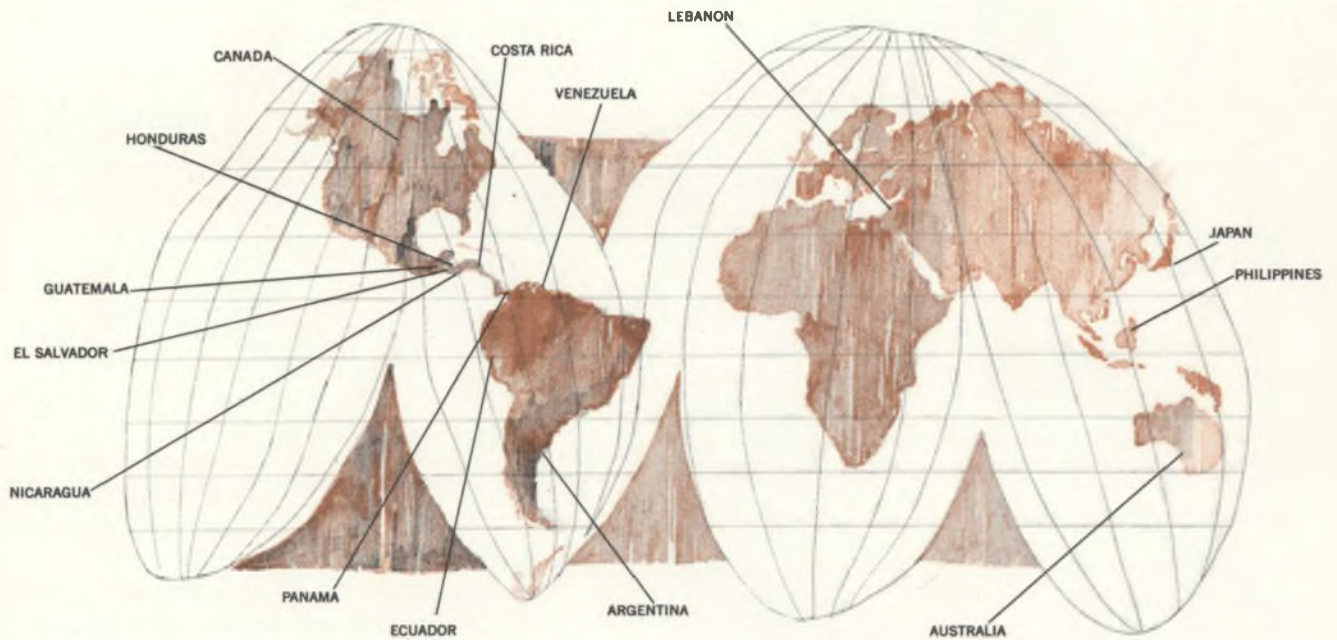 LEBANON
CANADA
COSTA RICA
VENEZUELA
HONDURAS
JAPAN
PHILIPPINES
GUATEMALA
EL SALVADOR
NICARAGUA
PANAMA
ECUADOR
ARGENTINA
AUSTRALIA